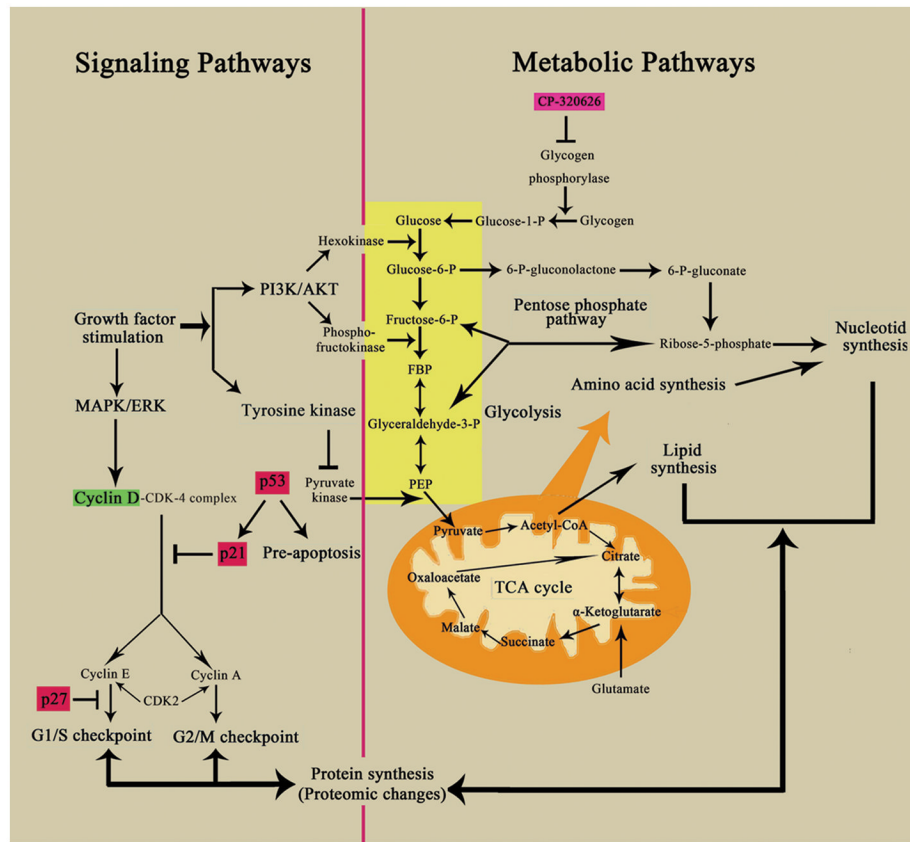 Signaling Pathways
Metabolic Pathways
CP-320626
Glycogen
phosphorylase
Glucose
Glucose-1-P
Glycogen
Hexokinase
Glucose-6-P
6-P-gluconolactone
6-P-gluconate
PI3K/AKT
Growth factor
stimulation
Phospho-
fructokinase
Fructose-6-P
Pentose phosphate
pathway
Ribose-5-phosphate
Nucleotid
synthesis
FBP
Amino acid synthesis
MAPK/ERK
Tyrosine kinase
Glyceraldehyde-3-P
Glycolysis
Lipid
synthesis
Cyclin D-CDK-4 complex
p53
Pyruvate
kinase
PEP
p21
Pre-apoptosis
Pyruvate
Acetyl-CoA
Citrate
Oxaloacetate
TCA cycle
α-Ketoglutarate
Malate
Succinate
Glutamate
Cyclin E
Cyclin A
p27
CDK2
G1/S checkpoint
G2/M checkpoint
Protein synthesis
(Proteomic changes)